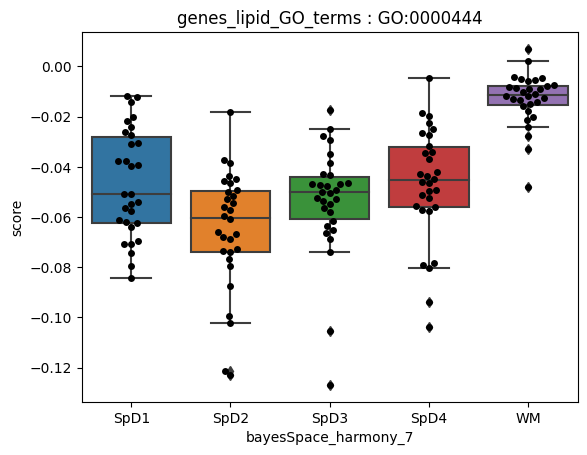 genes_lipid_GO_terms : GO:0000444
0.00
−0.02
−0.04
−0.06
−0.08
−0.10
−0.12
score
SpD1 SpD2 SpD3 SpD4 WM
bayesSpace_harmony_7